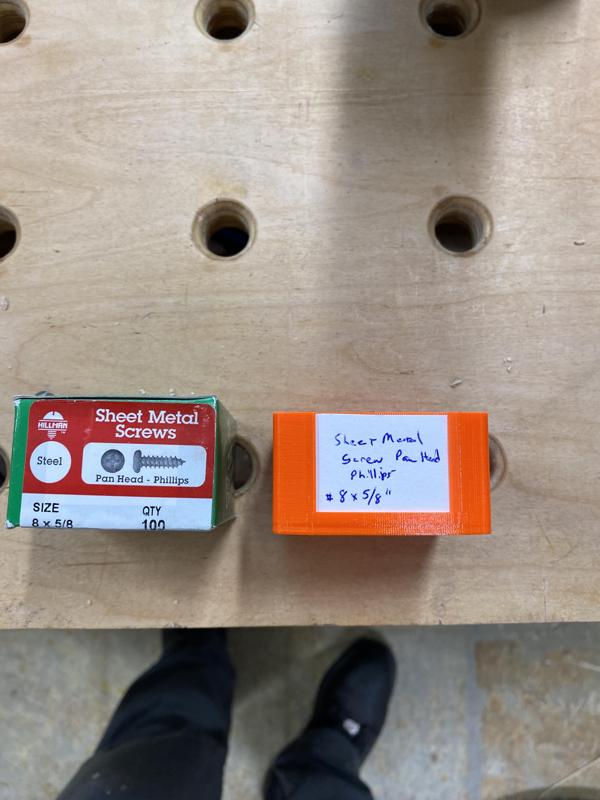 HILLMAN
Sheet Metal
Screws
Steel
Pan Head - Phillips
SIZE
8 x 5/8
QTY
100
Sheet Metal
Screw Pan Head
Phillips
# 8 x 5/8"